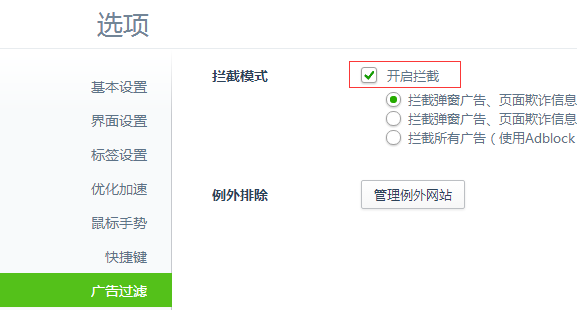 选项
基本设置
界面设置
标签设置
优化加速
鼠标手势
快捷键
广告过滤
拦截模式
开启拦截
拦截弹窗广告、页面欺诈信息
拦截弹窗广告、页面欺诈信息
拦截所有广告（使用Adblock
例外排除
管理例外网站